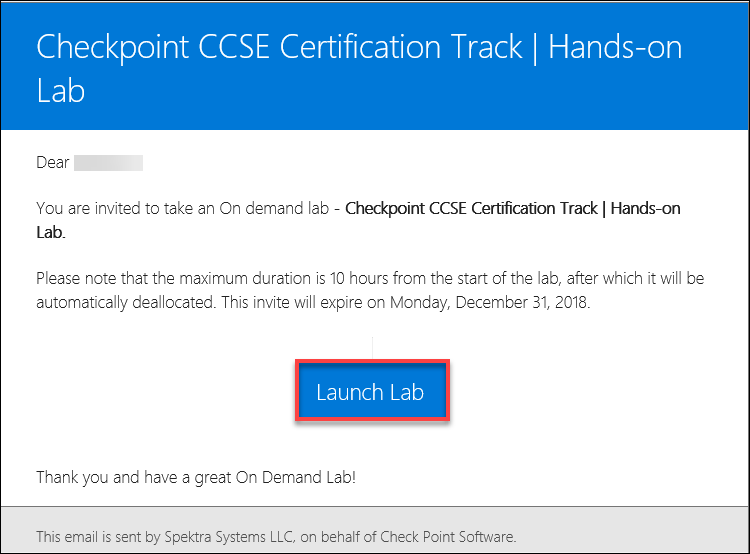 Checkpoint CCSE Certification Track | Hands-on
Lab
Dear
You are invited to take an On demand lab - Checkpoint CCSE Certification Track | Hands-on
Lab.
Please note that the maximum duration is 10 hours from the start of the lab, after which it will be
automatically deallocated. This invite will expire on Monday, December 31, 2018.
Launch Lab
Thank you and have a great On Demand Lab!
This email is sent by Spektra Systems LLC, on behalf of Check Point Software.